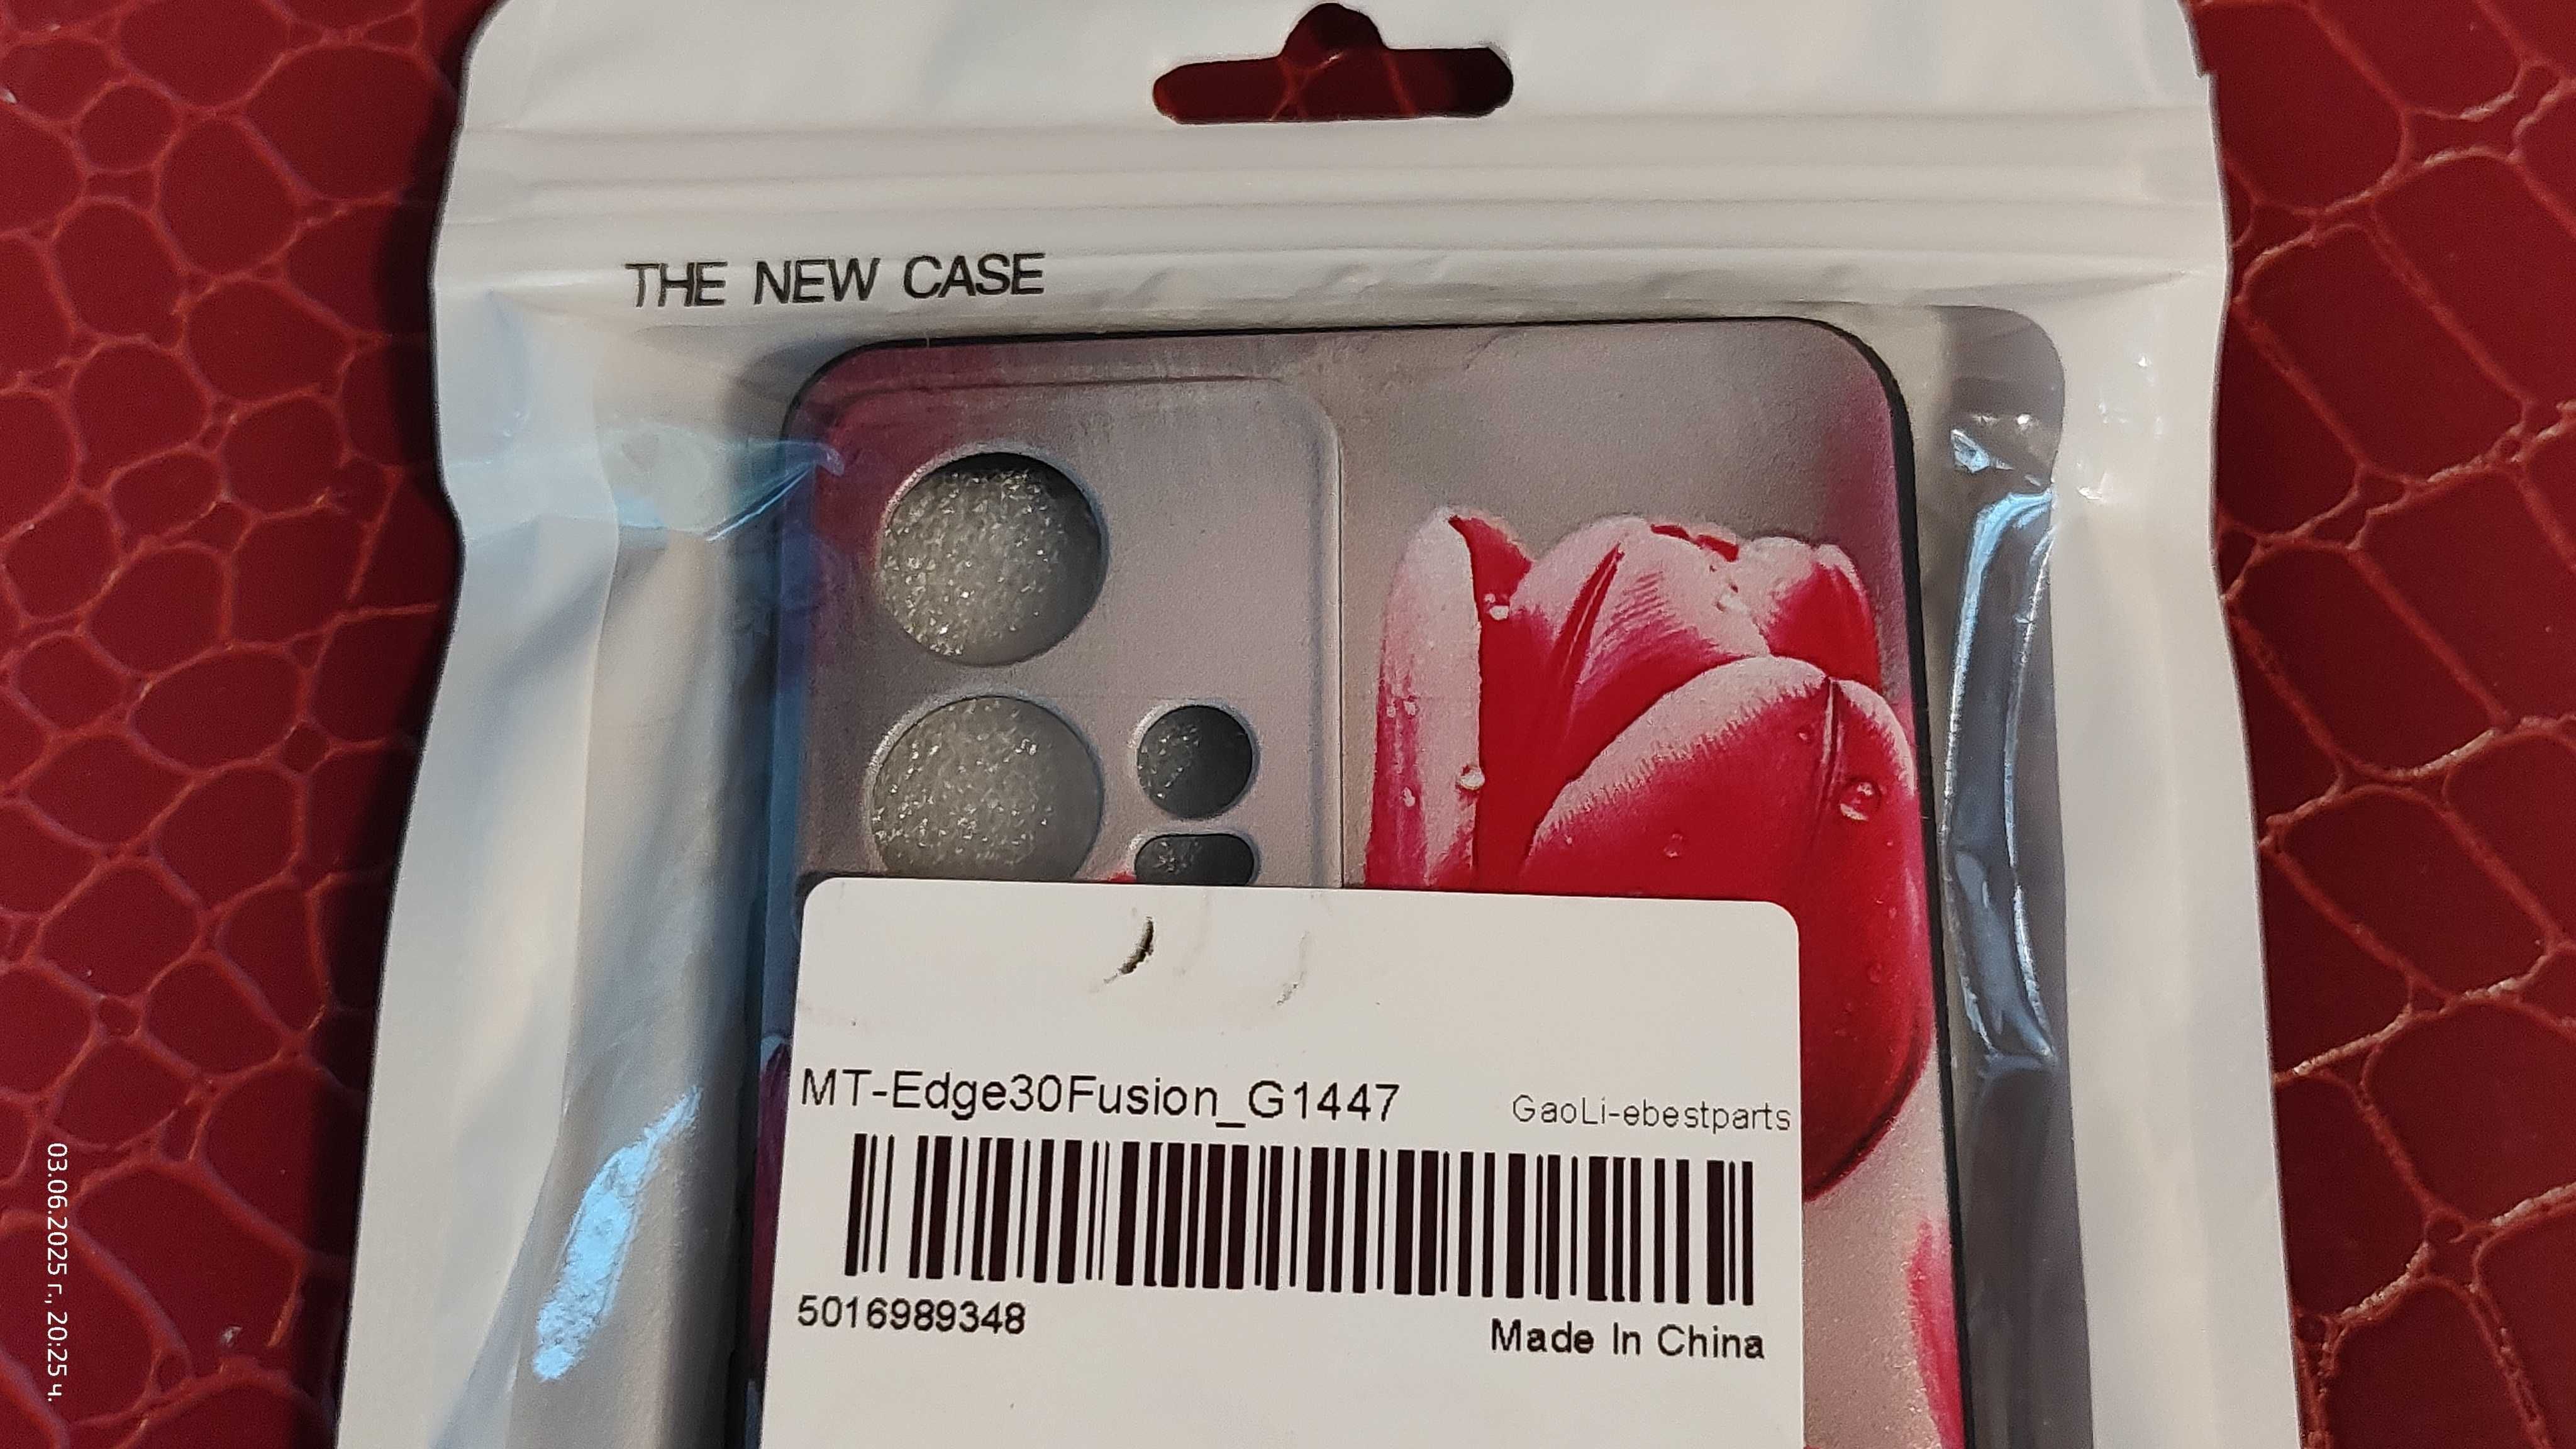 THE NEW CASE
MT-Edge30Fusion_G1447
GaoLi-ebestparts
5016989348
Made In China
03.06.2025 г., 20:25 ч.